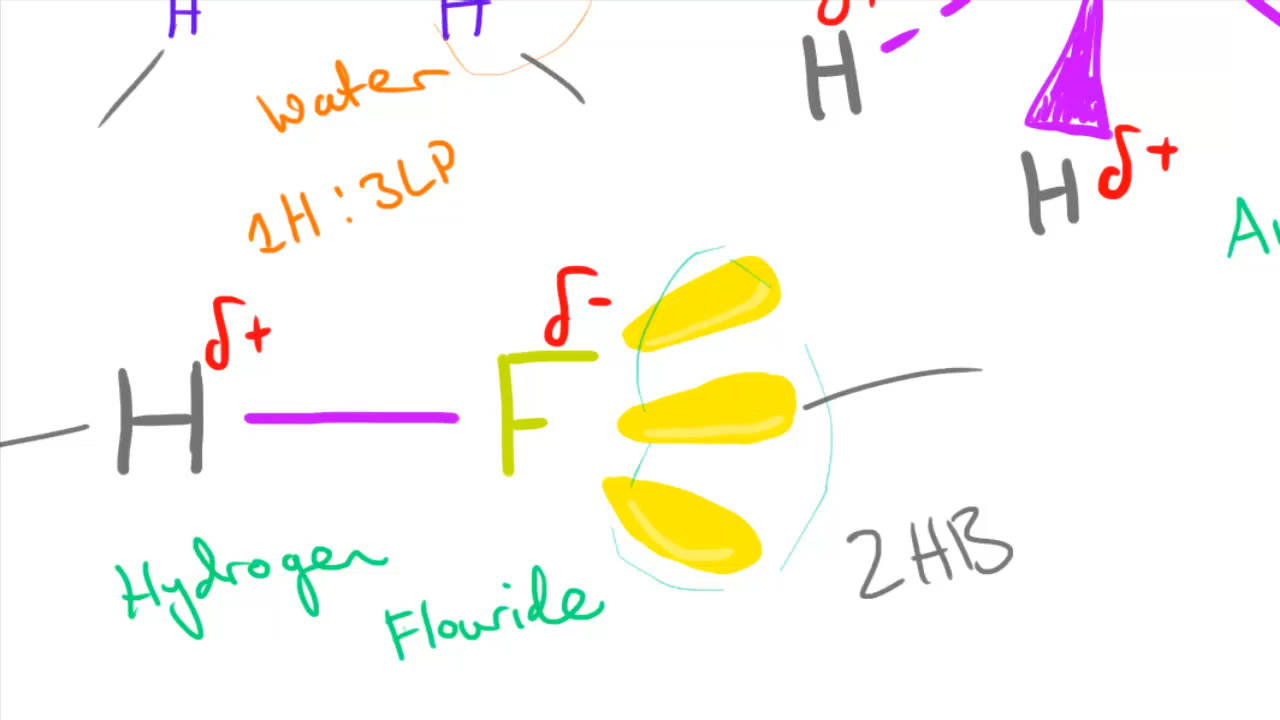 H H
δ+
H
Water
H δ+
1H : 3LP
δ+ δ-
H F
2HB
Hydrogen
Flouride